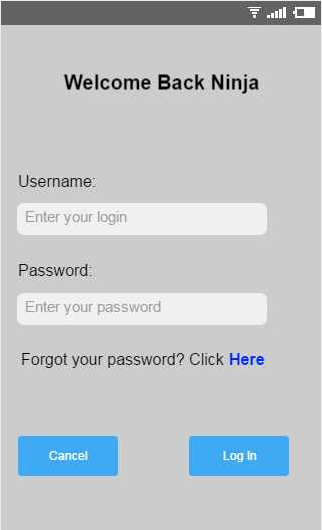 Welcome Back Ninja
Username:
Enter your login
Password:
Enter your password
Forgot your password? Click Here
Cancel Log In